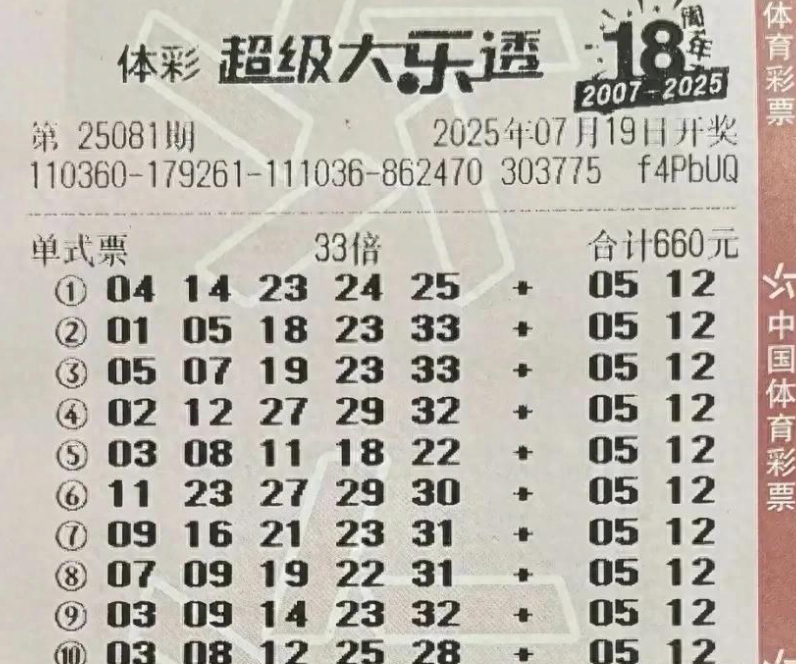 体彩 超级大乐透
18周年
2007-2025
第 25081期 2025年07月19日开奖
110360-179261-111036-862470 303775 f4PbUQ
单式票 33倍 合计660元
① 04 14 23 24 25 + 05 12
② 01 05 18 23 33 + 05 12
③ 05 07 19 23 33 + 05 12
④ 02 12 27 29 32 + 05 12
⑤ 03 08 11 18 22 + 05 12
⑥ 11 23 27 29 30 + 05 12
⑦ 09 16 21 23 31 + 05 12
⑧ 07 09 19 22 31 + 05 12
⑨ 03 09 14 23 32 + 05 12
⑩ 03 08 12 25 28 + 05 12
体育彩票
中国体育彩票